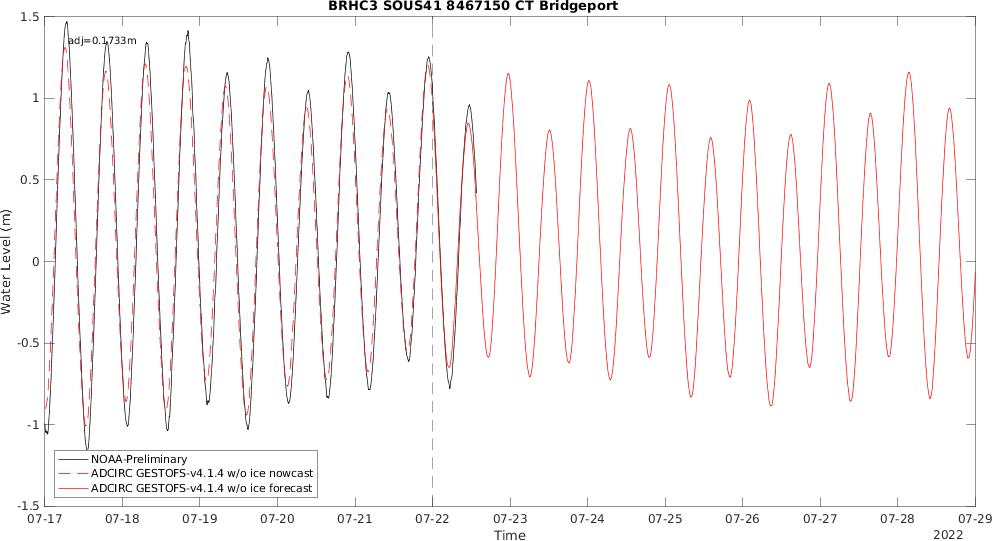 BRHC3 SOUS41 8467150 CT Bridgeport
adj=0.1733m
1.5
1
0.5
0
-0.5
-1
-1.5
Water Level (m)
NOAA-Preliminary
ADCIRC GESTOFS-v4.1.4 w/o ice nowcast
ADCIRC GESTOFS-v4.1.4 w/o ice forecast
07-17 07-18 07-19 07-20 07-21 07-22 07-23 07-24 07-25 07-26 07-27 07-28 07-29
Time
2022